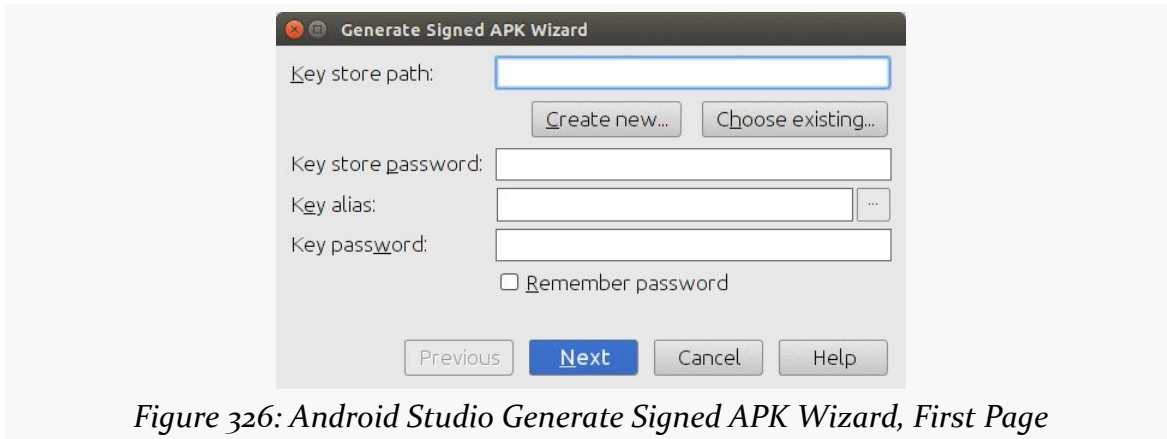 Generate Signed APK Wizard
Key store path:
Create new... Choose existing...
Key store password:
Key alias: ...
Key password:
Remember password
Previous Next Cancel Help
Figure 326: Android Studio Generate Signed APK Wizard, First Page